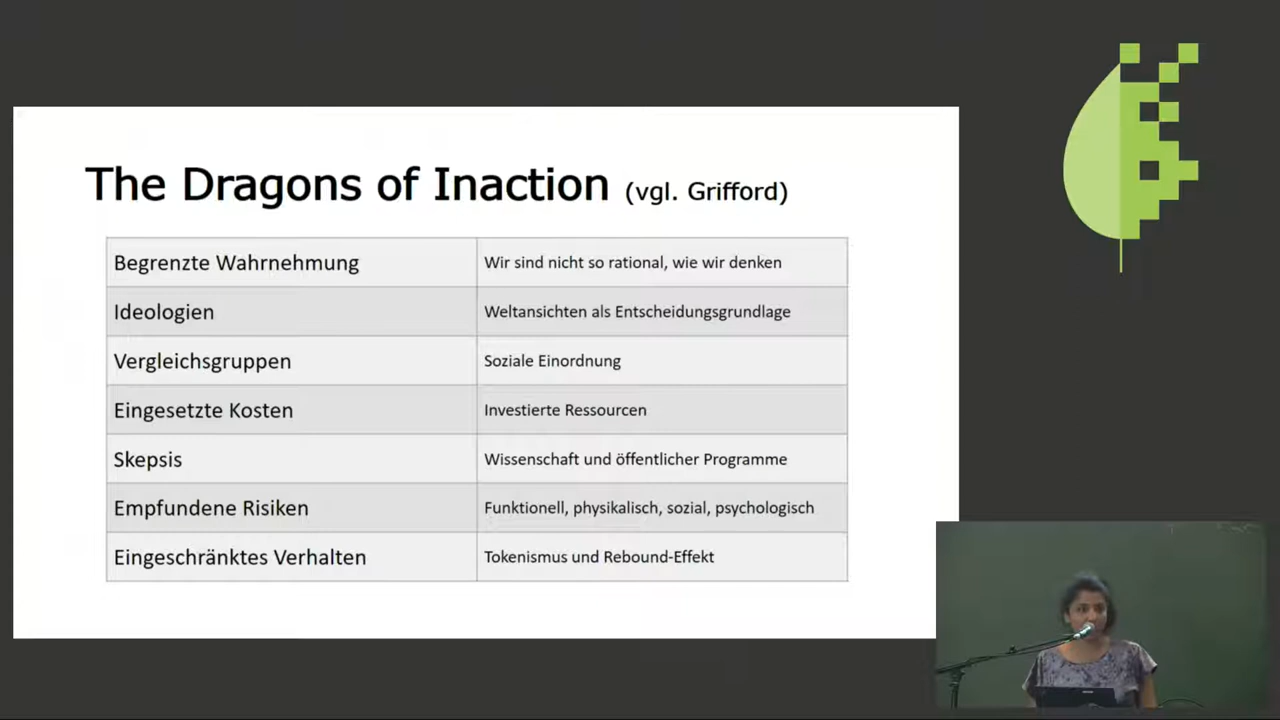 The Dragons of Inaction (vgl. Grifford)
Begrenzte Wahrnehmung Wir sind nicht so rational, wie wir denken
Ideologien Weltansichten als Entscheidungsgrundlage
Vergleichsgruppen Soziale Einordnung
Eingesetzte Kosten Investierte Ressourcen
Skepsis Wissenschaft und öffentlicher Programme
Empfundene Risiken Funktionell, physikalisch, sozial, psychologisch
Eingeschränktes Verhalten Tokenismus und Rebound-Effekt